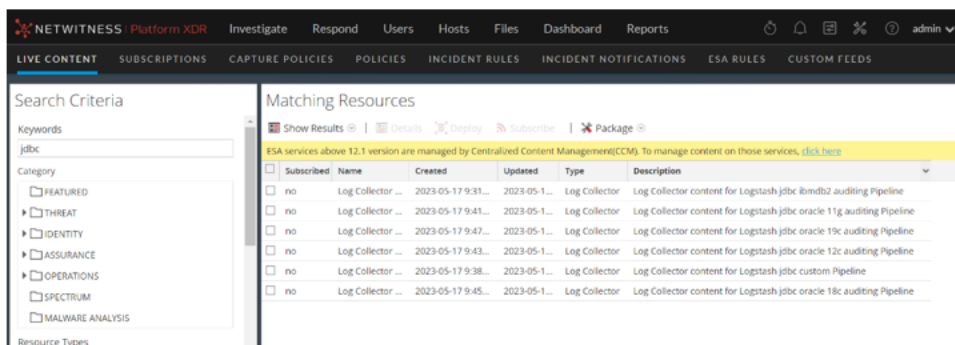 NETWITNESS Platform XDR Investigate Respond Users Hosts Files Dashboard Reports admin
LIVE CONTENT SUBSCRIPTIONS CAPTURE POLICIES POLICIES INCIDENT RULES INCIDENT NOTIFICATIONS ESA RULES CUSTOM FEEDS
Search Criteria
Keywords
jdbc
Category
FEATURED
THREAT
IDENTITY
ASSURANCE
OPERATIONS
SPECTRUM
MALWARE ANALYSIS
Resource Types
Matching Resources
Show Results Details Deploy Subscribe Package
ESA services above 12.1 version are managed by Centralized Content Management(CCM). To manage content on those services, click here
Subscribed Name Created Updated Type Description
no Log Collector ... 2023-05-17 9:31... 2023-05-1... Log Collector Log Collector content for Logstash jdbc ibmdb2 auditing Pipeline
no Log Collector ... 2023-05-17 9:41... 2023-05-1... Log Collector Log Collector content for Logstash jdbc oracle 11g auditing Pipeline
no Log Collector ... 2023-05-17 9:47... 2023-05-1... Log Collector Log Collector content for Logstash jdbc oracle 19c auditing Pipeline
no Log Collector ... 2023-05-17 9:43... 2023-05-1... Log Collector Log Collector content for Logstash jdbc oracle 12c auditing Pipeline
no Log Collector ... 2023-05-17 9:38... 2023-05-1... Log Collector Log Collector content for Logstash jdbc custom Pipeline
no Log Collector ... 2023-05-17 9:45... 2023-05-1... Log Collector Log Collector content for Logstash jdbc oracle 18c auditing Pipeline